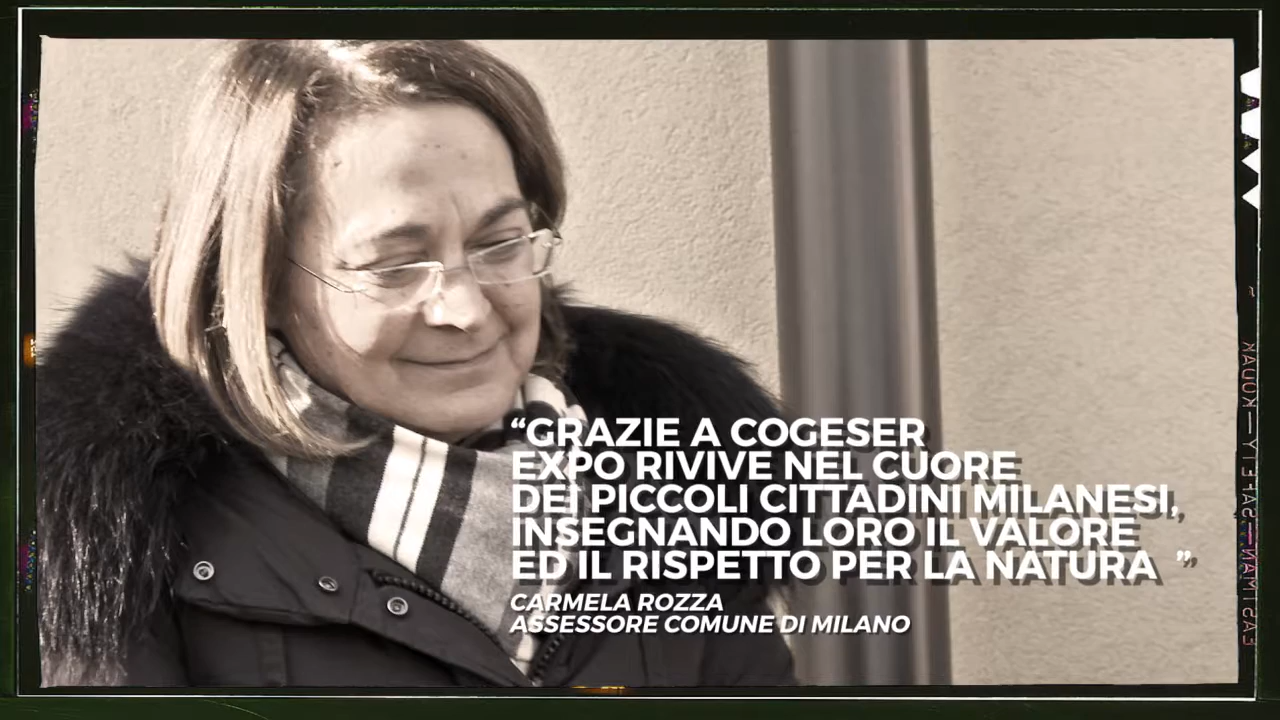 “GRAZIE A COGESER
EXPO RIVIVE NEL CUORE
DEI PICCOLI CITTADINI MILANESI,
INSEGNANDO LORO IL VALORE
ED IL RISPETTO PER LA NATURA ”
CARMELA ROZZA
ASSESSORE COMUNE DI MILANO